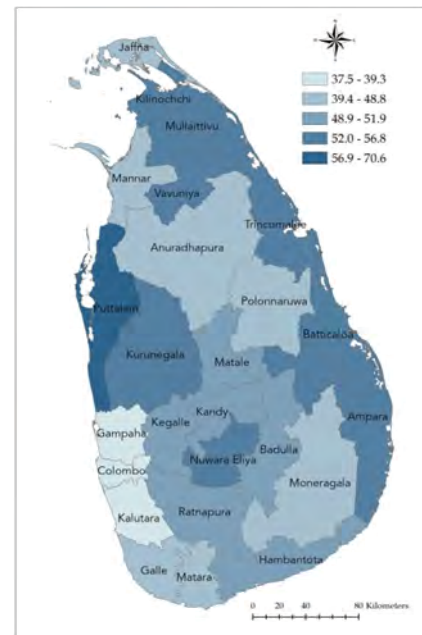 Jaffna
37.5 - 39.3
39.4 - 48.8
48.9 - 51.9
52.0 - 56.8
56.9 - 70.6
Kilinochchi
Mullaittivu
Mannar
Vavuniya
Trincomalee
Anuradhapura
Polonnaruwa
Puttalam
Batticaloa
Kurunegala
Matale
Kandy
Ampara
Gampaha
Kegalle
Badulla
Nuwara Eliya
Colombo
Moneragala
Kalutara
Ratnapura
Hambantota
Galle
Matara
0 20 40 80 Kilometers